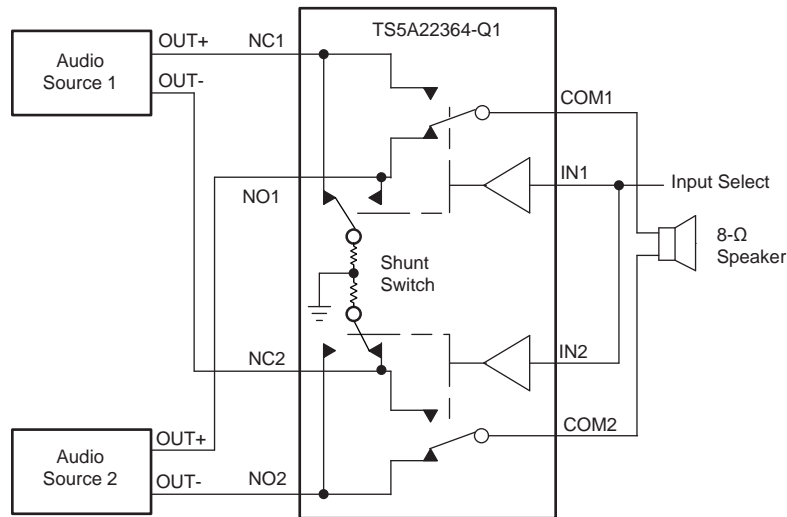 TS5A22364-Q1
Audio
Source 1
OUT+
OUT-
NC1
COM1
NO1
IN1
Input Select
8-Ω
Speaker
Shunt
Switch
NC2
IN2
COM2
Audio
Source 2
OUT+
OUT-
NO2